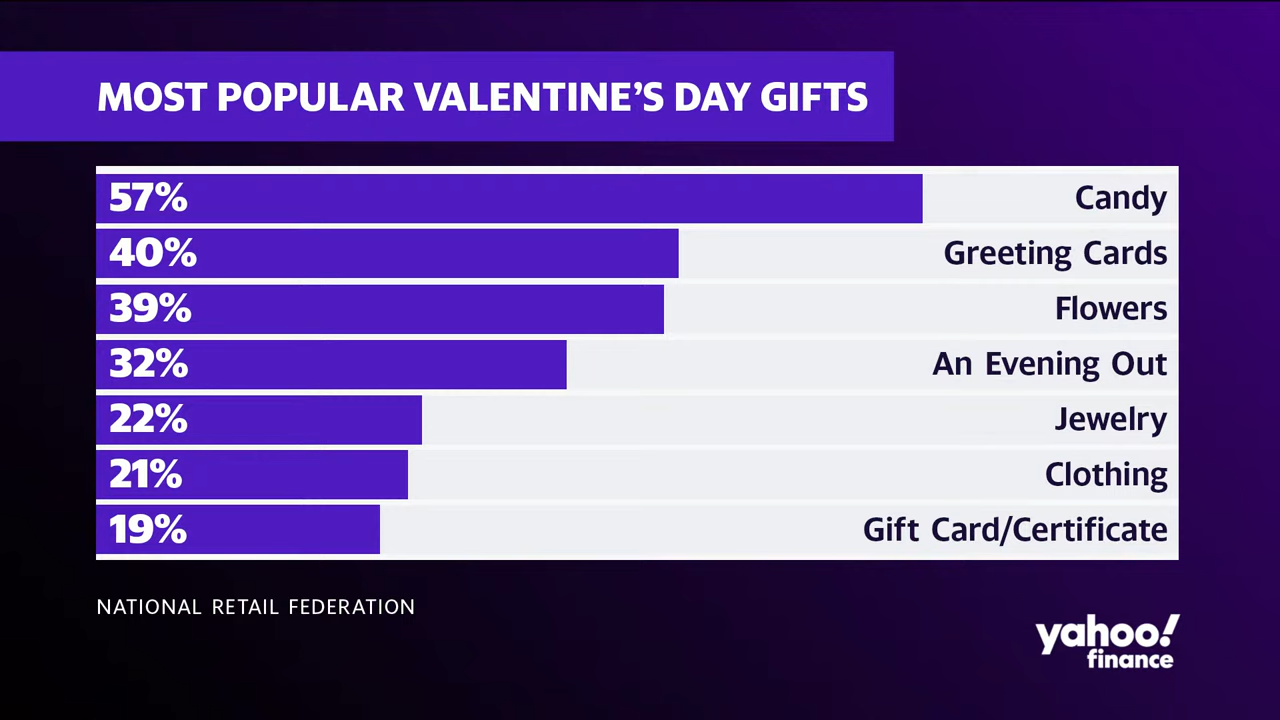 MOST POPULAR VALENTINE’S DAY GIFTS
57% Candy
40% Greeting Cards
39% Flowers
32% An Evening Out
22% Jewelry
21% Clothing
19% Gift Card/Certificate
NATIONAL RETAIL FEDERATION
yahoo!
finance